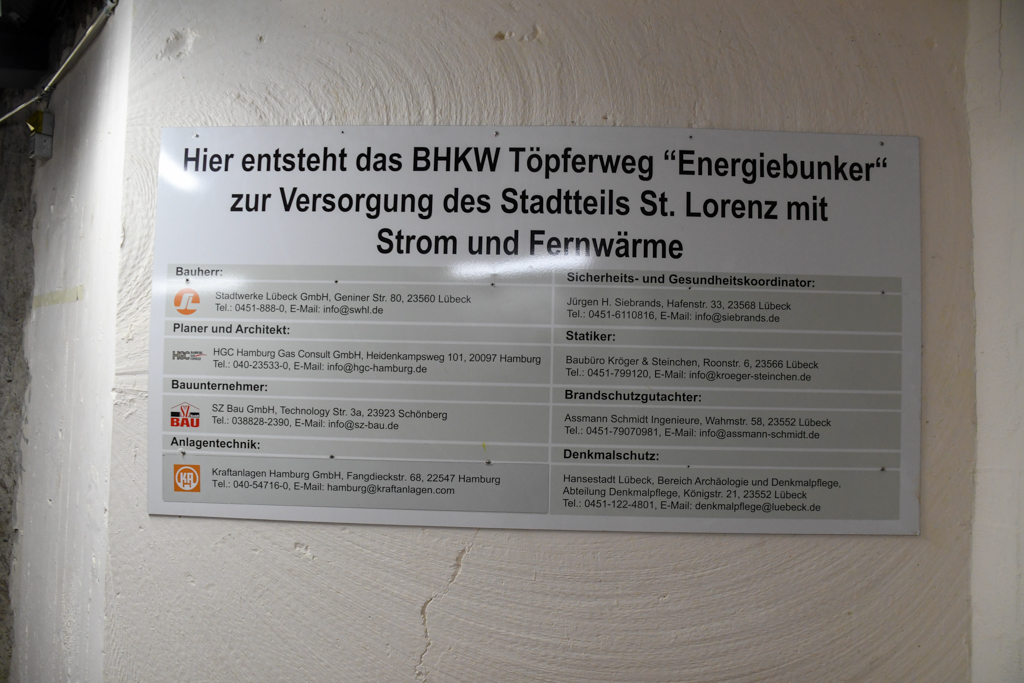 Hier entsteht das BHKW Töpferweg “Energiebunker“
zur Versorgung des Stadtteils St. Lorenz mit
Strom und Fernwärme
Bauherr:
Stadtwerke Lübeck GmbH, Geniner Str. 80, 23560 Lübeck
Tel.: 0451-888-0, E-Mail: info@swhl.de
Planer und Architekt:
HGC
HGC Hamburg Gas Consult GmbH, Heidenkampsweg 101, 20097 Hamburg
Tel.: 040-23533-0, E-Mail: info@hgc-hamburg.de
Bauunternehmer:
SZ
BAU
SZ Bau GmbH, Technology Str. 3a, 23923 Schönberg
Tel.: 038828-2390, E-Mail: info@sz-bau.de
Anlagentechnik:
KA
Kraftanlagen Hamburg GmbH, Fangdieckstr. 68, 22547 Hamburg
Tel.: 040-54716-0, E-Mail: hamburg@kraftanlagen.com
Sicherheits- und Gesundheitskoordinator:
Jürgen H. Siebrands, Hafenstr. 33, 23568 Lübeck
Tel.: 0451-6110816, E-Mail: info@siebrands.de
Statiker:
Baubüro Kröger & Steinchen, Roonstr. 6, 23566 Lübeck
Tel.: 0451-799120, E-Mail: info@kroeger-steinchen.de
Brandschutzgutachter:
Assmann Schmidt Ingenieure, Wahmstr. 58, 23552 Lübeck
Tel.: 0451-79070981, E-Mail: info@assmann-schmidt.de
Denkmalschutz:
Hansestadt Lübeck, Bereich Archäologie und Denkmalpflege,
Abteilung Denkmalpflege, Königstr. 21, 23552 Lübeck
Tel.: 0451-122-4801, E-Mail: denkmalpflege@luebeck.de